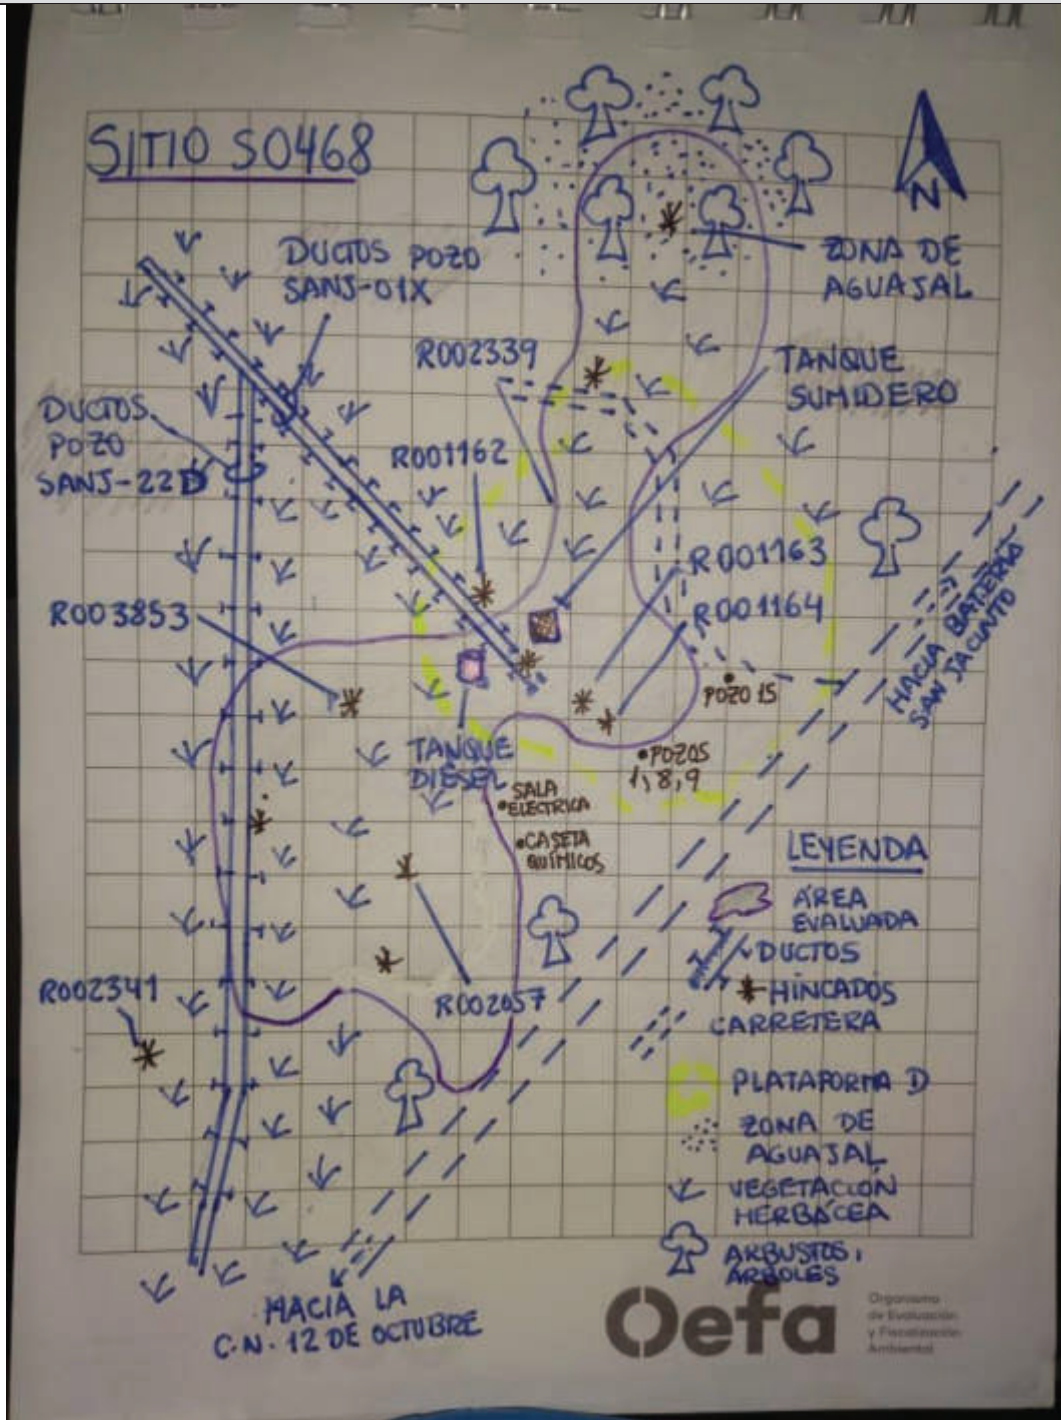 SITIO S0468
N
DUCTOS POZO
SANJ-01X
ZONA DE
AGUAJAL
R002339
TANQUE
SUMIDERO
DUCTOS
POZO
SANJ-22D
R001162
R001163
R001164
R003853
HACIA BATERÍA
SAN JACINTO
POZO 15
TANQUE
DIÉSEL
•POZOS
1,8,9
SALA
ELECTRICA
CASETA
QUÍMICOS
R002341
R002057
LEYENDA
ÁREA
EVALUADA
DUCTOS
HINCADOS
CARRETERA
PLATAFORMA D
ZONA DE
AGUAJAL
VEGETACIÓN
HERBÁCEA
ARBUSTOS,
ÁRBOLES
HACIA LA
C.N. 12 DE OCTUBRE
Oefa
Organismo
de Evaluación
y Fiscalización
Ambiental